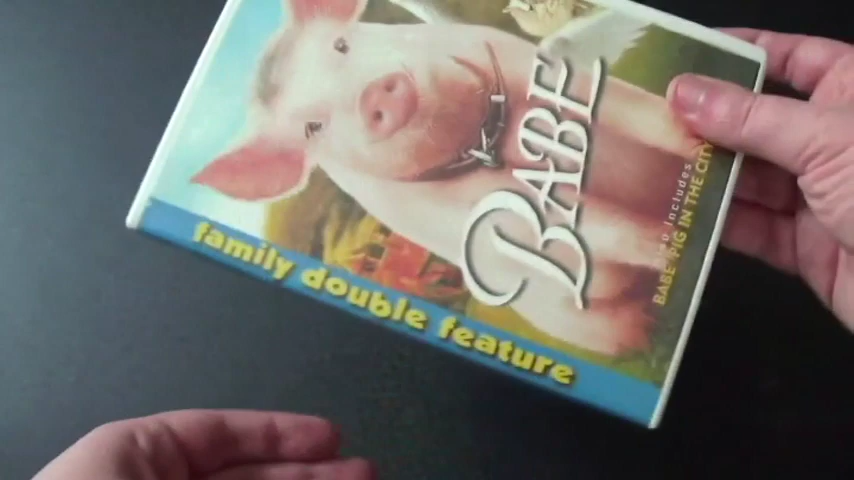 family double feature
BABE
Also Includes
BABE PIG IN THE CITY